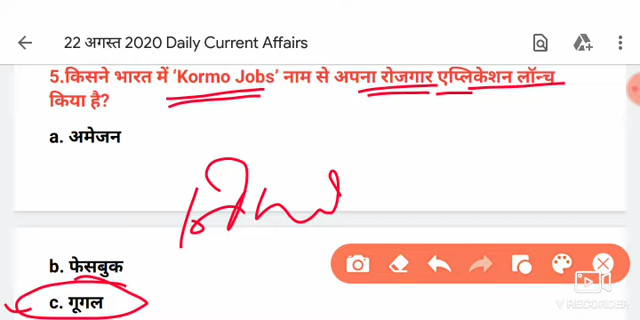 22 अगस्त 2020 Daily Current Affairs
5.किसने भारत में ‘Kormo Jobs’ नाम से अपना रोजगार एप्लिकेशन लॉन्च
किया है?
a. अमेजन
b. फेसबुक
c. गूगल
RECORDER